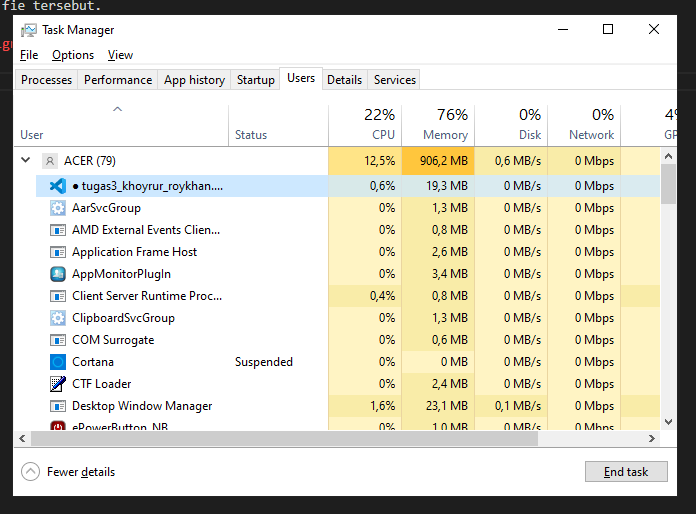 fie tersebut.
Task Manager
File Options View
Processes Performance App history Startup Users Details Services
22% 76% 0% 0% 4%
User Status CPU Memory Disk Network GP
ACER (79) 12,5% 906,2 MB 0,6 MB/s 0 Mbps
● tugas3_khoyrur_roykhan.... 0,6% 19,3 MB 0 MB/s 0 Mbps
AarSvcGroup 0% 1,3 MB 0 MB/s 0 Mbps
AMD External Events Clien... 0% 0,8 MB 0 MB/s 0 Mbps
Application Frame Host 0% 2,6 MB 0 MB/s 0 Mbps
AppMonitorPlugIn 0% 3,4 MB 0 MB/s 0 Mbps
Client Server Runtime Proc... 0,4% 0,8 MB 0 MB/s 0 Mbps
ClipboardSvcGroup 0% 1,3 MB 0 MB/s 0 Mbps
COM Surrogate 0% 0,6 MB 0 MB/s 0 Mbps
Cortana Suspended 0% 0 MB 0 MB/s 0 Mbps
CTF Loader 0% 2,4 MB 0 MB/s 0 Mbps
Desktop Window Manager 1,6% 23,1 MB 0,1 MB/s 0 Mbps
ePowerButton_NB 0% 1,0 MB 0 MB/s 0 Mbps
Fewer details End task